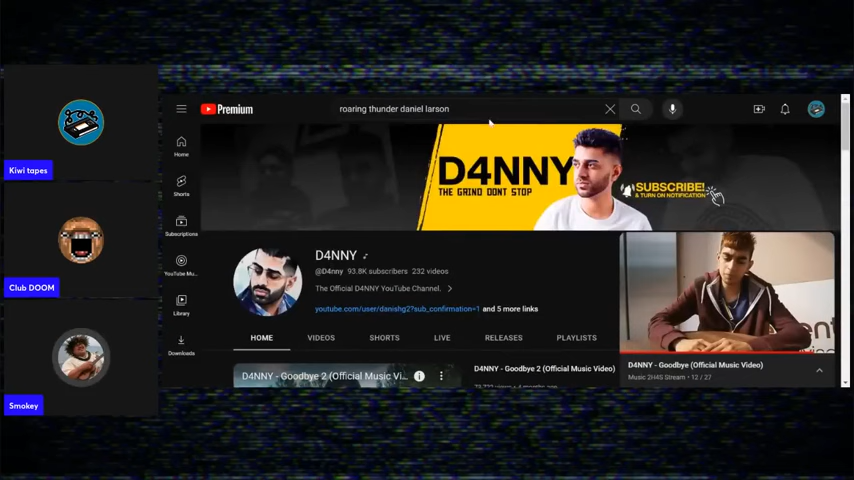 Kiwi tapes
Club DOOM
Smokey
Premium
roaring thunder daniel larson
Home
Shorts
Subscriptions
YouTube Mu...
Library
Downloads
D4NNY
THE GRIND DONT STOP
SUBSCRIBE!
& TURN ON NOTIFICATION
D4NNY
@D4nny 93.8K subscribers 232 videos
The Official D4NNY YouTube Channel.
youtube.com/user/danishg2?sub_confirmation=1 and 5 more links
HOME VIDEOS SHORTS LIVE RELEASES PLAYLISTS
D4NNY - Goodbye 2 (Official Music Vi...
D4NNY - Goodbye 2 (Official Music Video)
D4NNY - Goodbye (Official Music Video)
Music 2H4S Stream • 12 / 27